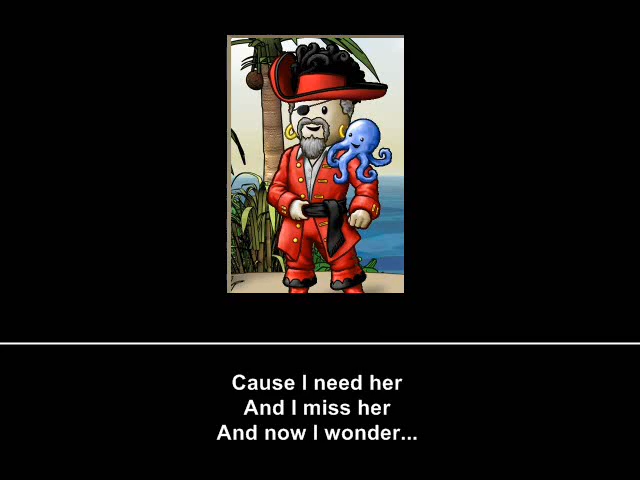 Cause I need her
And I miss her
And now I wonder...